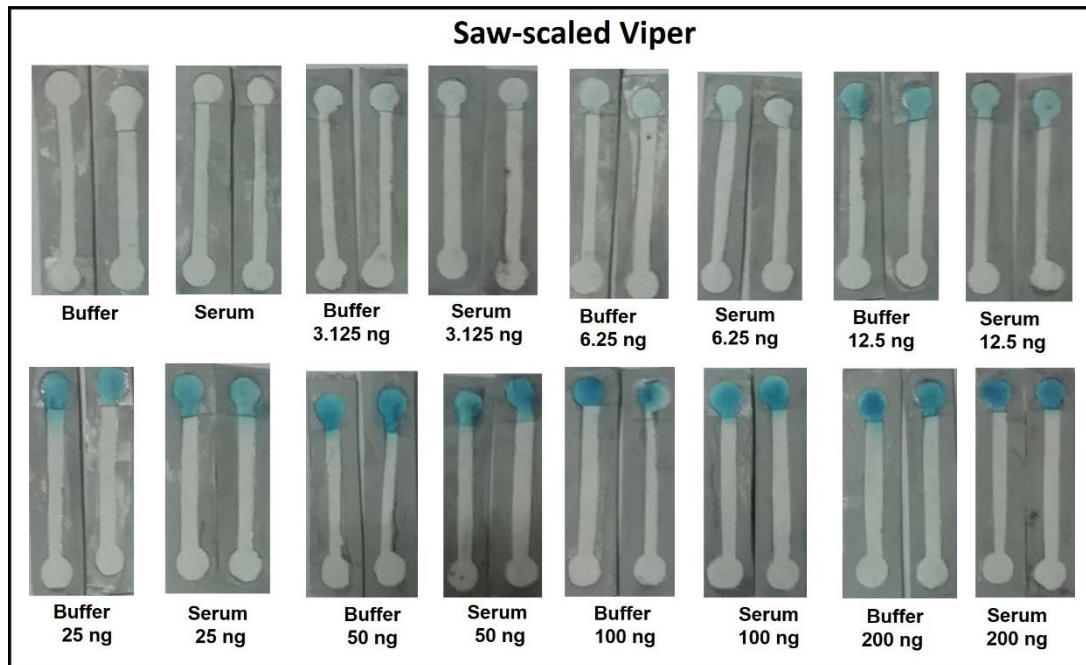 Saw-scaled Viper
Buffer
Serum
Buffer
3.125 ng
Serum
3.125 ng
Buffer
6.25 ng
Serum
6.25 ng
Buffer
12.5 ng
Serum
12.5 ng
Buffer
25 ng
Serum
25 ng
Buffer
50 ng
Serum
50 ng
Buffer
100 ng
Serum
100 ng
Buffer
200 ng
Serum
200 ng